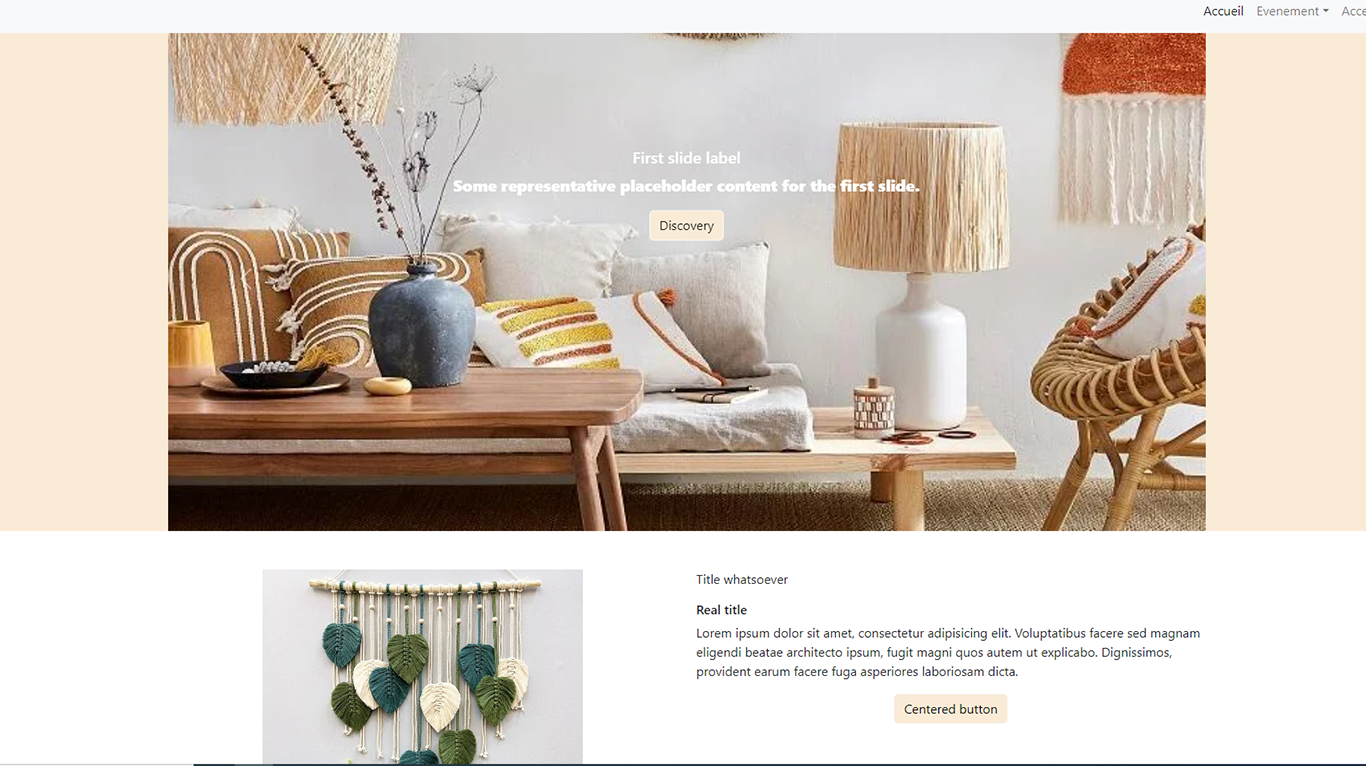 Accueil Evenement
First slide label
Some representative placeholder content for the first slide.
Discovery
Title whatsoever
Real title
Lorem ipsum dolor sit amet, consectetur adipisicing elit. Voluptatibus facere sed magnam
eligendi beatae architecto ipsum, fugit magni quos autem ut explicabo. Dignissimos,
provident earum facere fuga asperiores laboriosam dicta.
Centered button